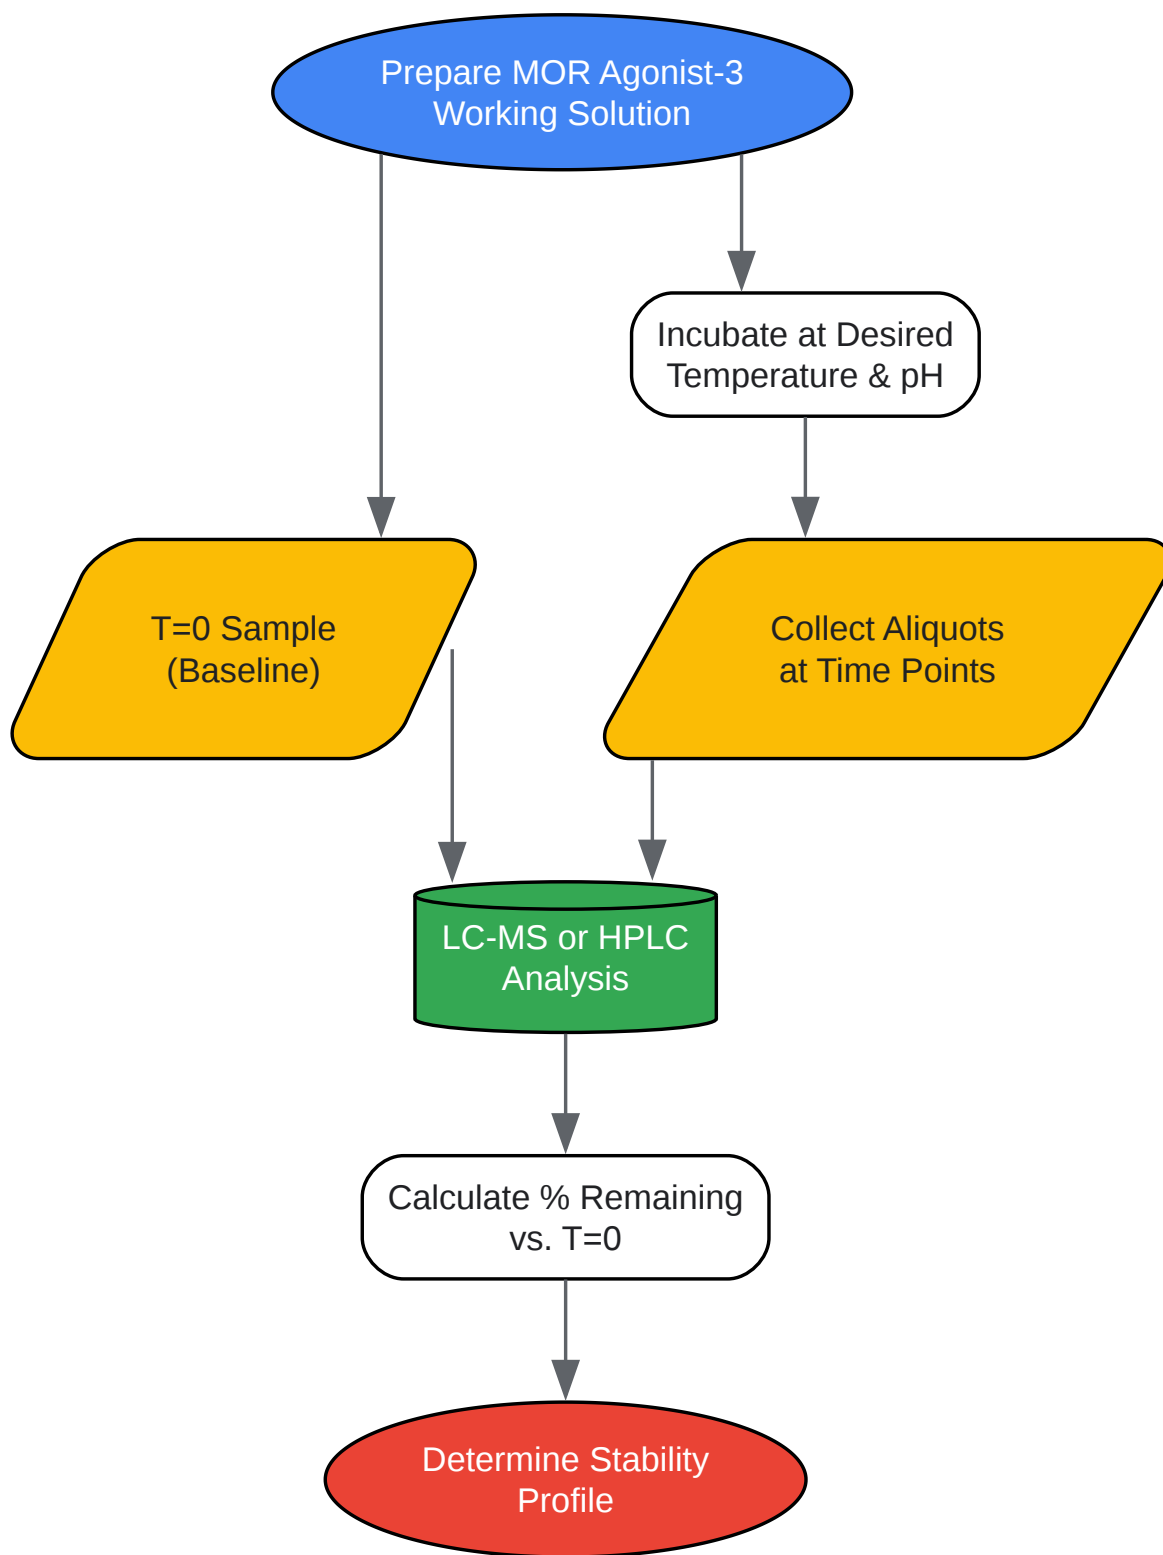 Prepare MOR Agonist-3
Working Solution
Incubate at Desired
Temperature & pH
T=0 Sample
(Baseline)
Collect Aliquots
at Time Points
LC-MS or HPLC
Analysis
Calculate % Remaining
vs. T=0
Determine Stability
Profile